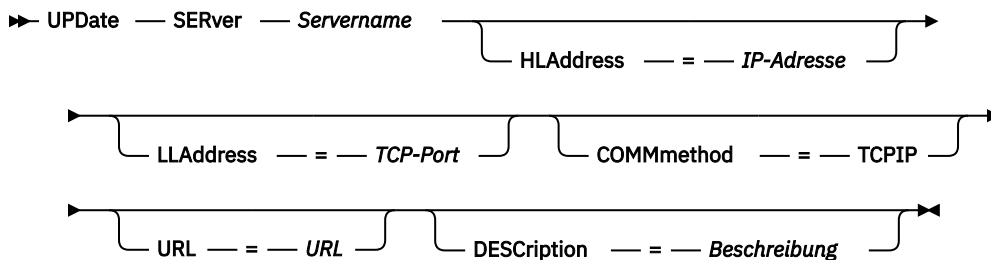 UPDate SERver Servername
HLAddress = IP-Adresse
LLAddress = TCP-Port COMMmethod = TCPIP
URL = URL DESCription = Beschreibung